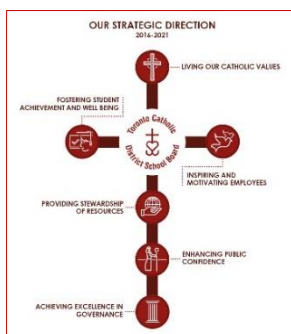 OUR STRATEGIC DIRECTION
2016-2021
LIVING OUR CATHOLIC VALUES
FOSTERING STUDENT
ACHIEVEMENT AND WELL BEING
Toronto Catholic
District School Board
INSPIRING AND
MOTIVATING EMPLOYEES
PROVIDING STEWARDSHIP
OF RESOURCES
ENHANCING PUBLIC
CONFIDENCE
ACHIEVING EXCELLENCE IN
GOVERNANCE